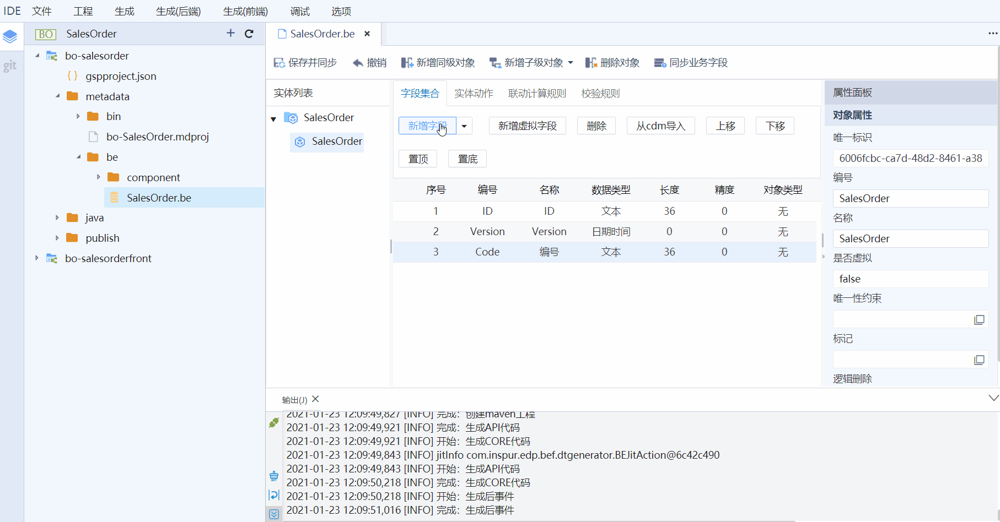 IDE 文件 工程 生成 生成(后端) 生成(前端) 调试 选项
BO SalesOrder
git
bo-salesorder
{ } gspproject.json
metadata
bin
bo-SalesOrder.mdproj
be
component
SalesOrder.be
java
publish
bo-salesorderfront
SalesOrder.be
保存并同步 撤销 新增同级对象 新增子级对象 删除对象 同步业务字段
实体列表
SalesOrder
SalesOrder
字段集合 实体动作 联动计算规则 校验规则
新增字段 新增虚拟字段 删除 从cdm导入 上移 下移
置顶 置底
序号 编号 名称 数据类型 长度 精度 对象类型
1 ID ID 文本 36 0 无
2 Version Version 日期时间 0 0 无
3 Code 编号 文本 36 0 无
属性面板
对象属性
唯一标识
6006fcbc-ca7d-48d2-8461-a38
编号
SalesOrder
名称
SalesOrder
是否虚拟
false
唯一性约束
标记
逻辑删除
输出(J)
2021-01-23 12:09:49,827 [INFO] 完成：创建maven工程
2021-01-23 12:09:49,921 [INFO] 完成：生成API代码
2021-01-23 12:09:49,921 [INFO] 开始：生成CORE代码
2021-01-23 12:09:49,843 [INFO] jitInfo com.inspur.edp.bef.dtgenerator.BEJitAction@6c42c490
2021-01-23 12:09:49,843 [INFO] 开始：生成API代码
2021-01-23 12:09:50,218 [INFO] 完成：生成CORE代码
2021-01-23 12:09:50,218 [INFO] 开始：生成后事件
2021-01-23 12:09:51,016 [INFO] 完成：生成后事件